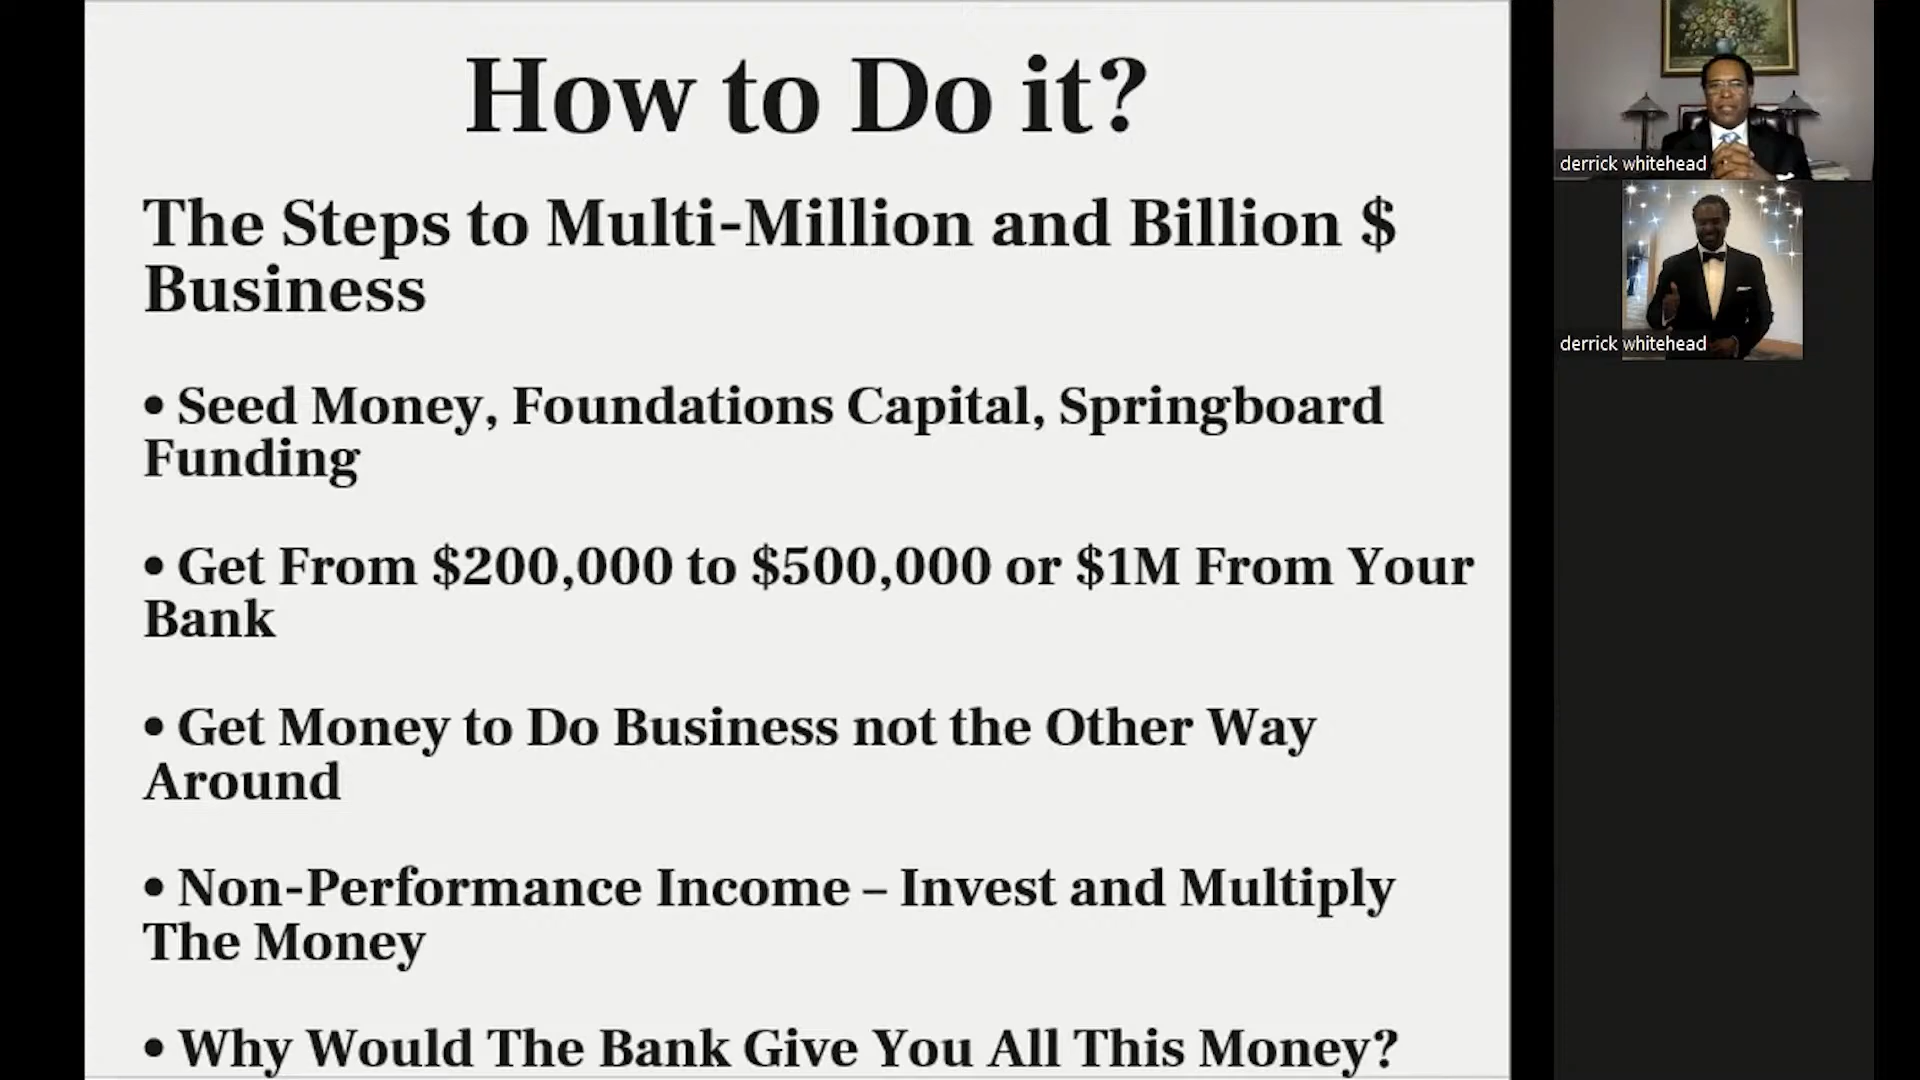 How to Do it?
The Steps to Multi-Million and Billion $
Business
• Seed Money, Foundations Capital, Springboard
Funding
• Get From $200,000 to $500,000 or $1M From Your
Bank
• Get Money to Do Business not the Other Way
Around
• Non-Performance Income – Invest and Multiply
The Money
• Why Would The Bank Give You All This Money?
derrick whitehead
derrick whitehead